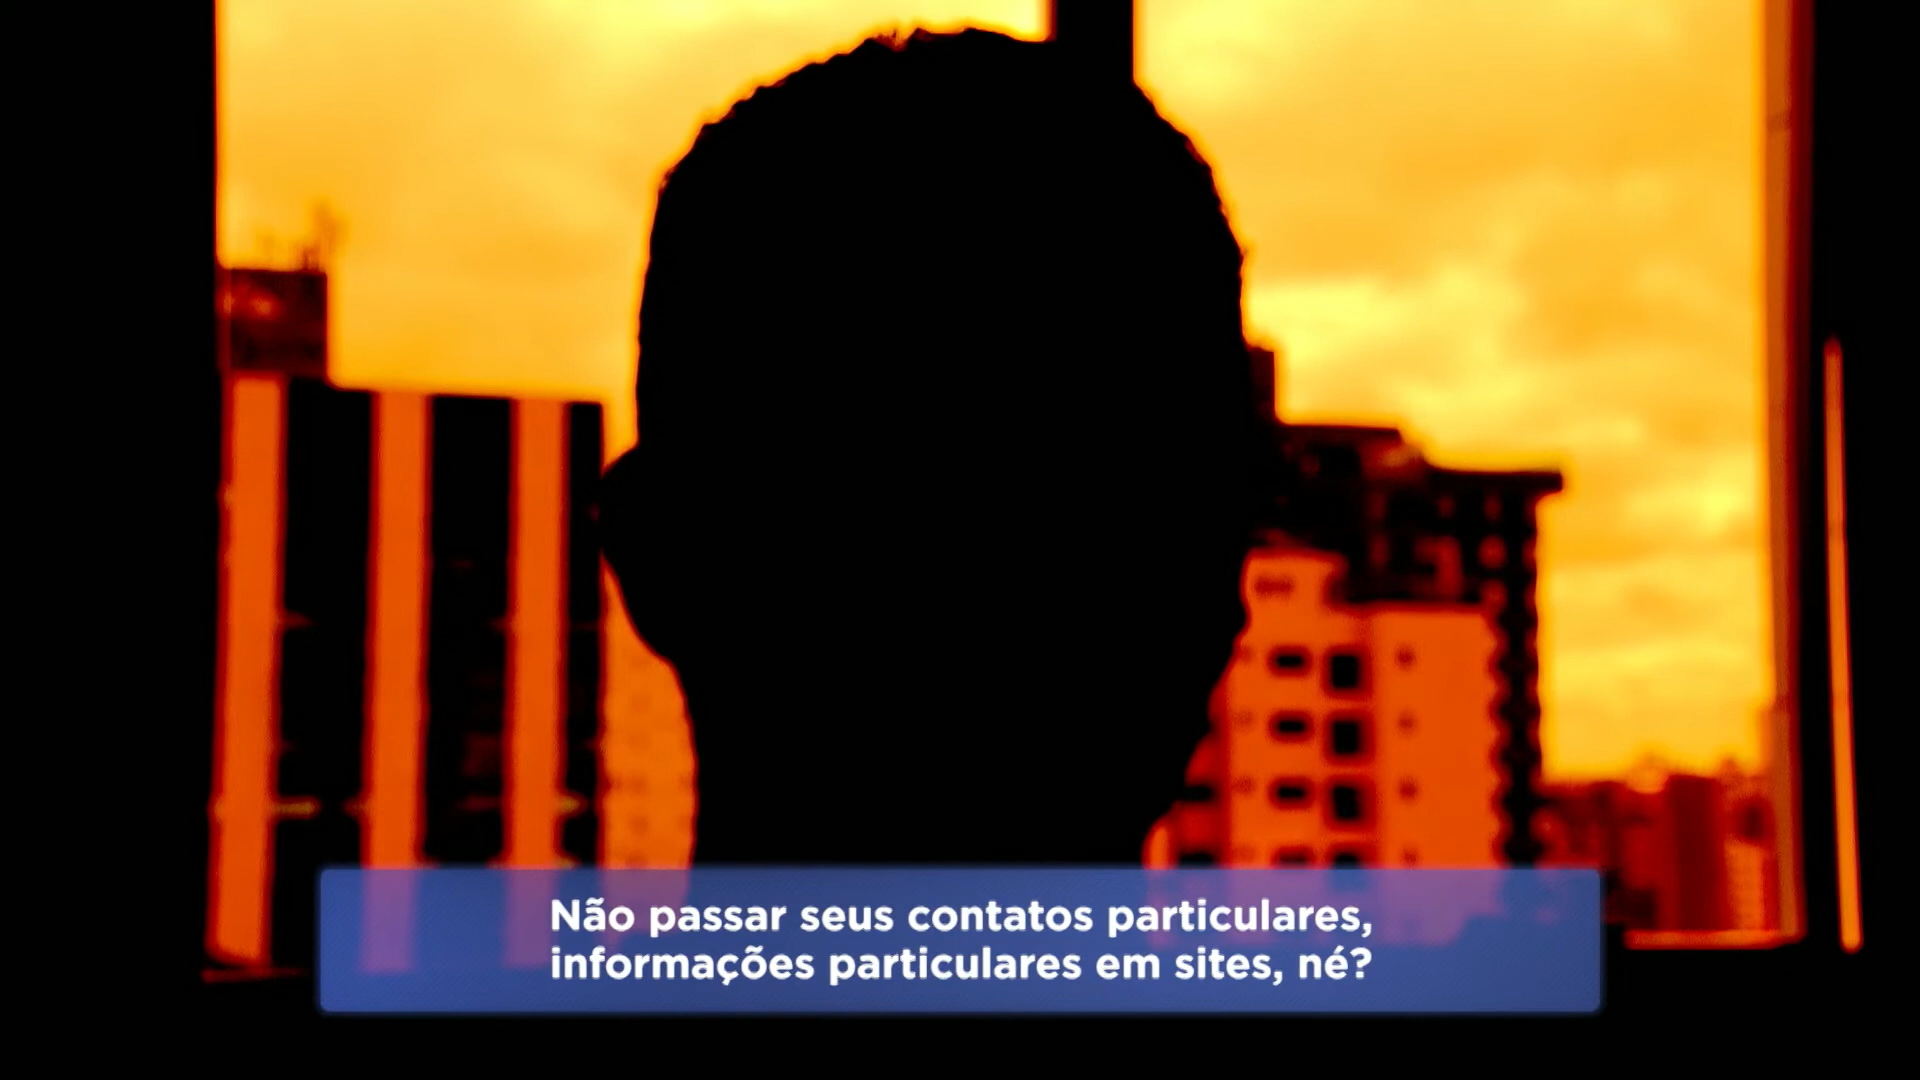 Não passar seus contatos particulares,
informações particulares em sites, né?